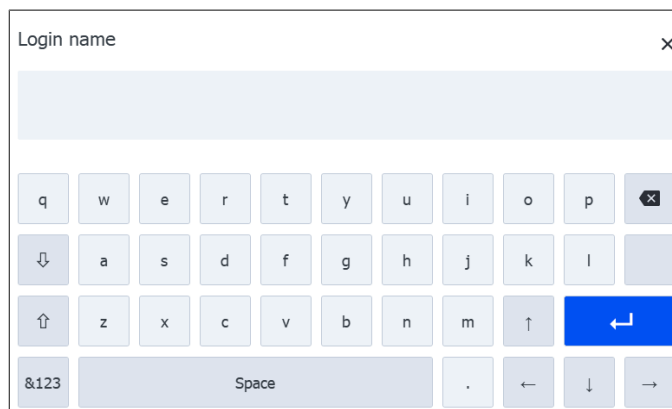 Login name
q w e r t y u i o p
a s d f g h j k l
z x c v b n m ↑
&123 Space . ← ↓ →